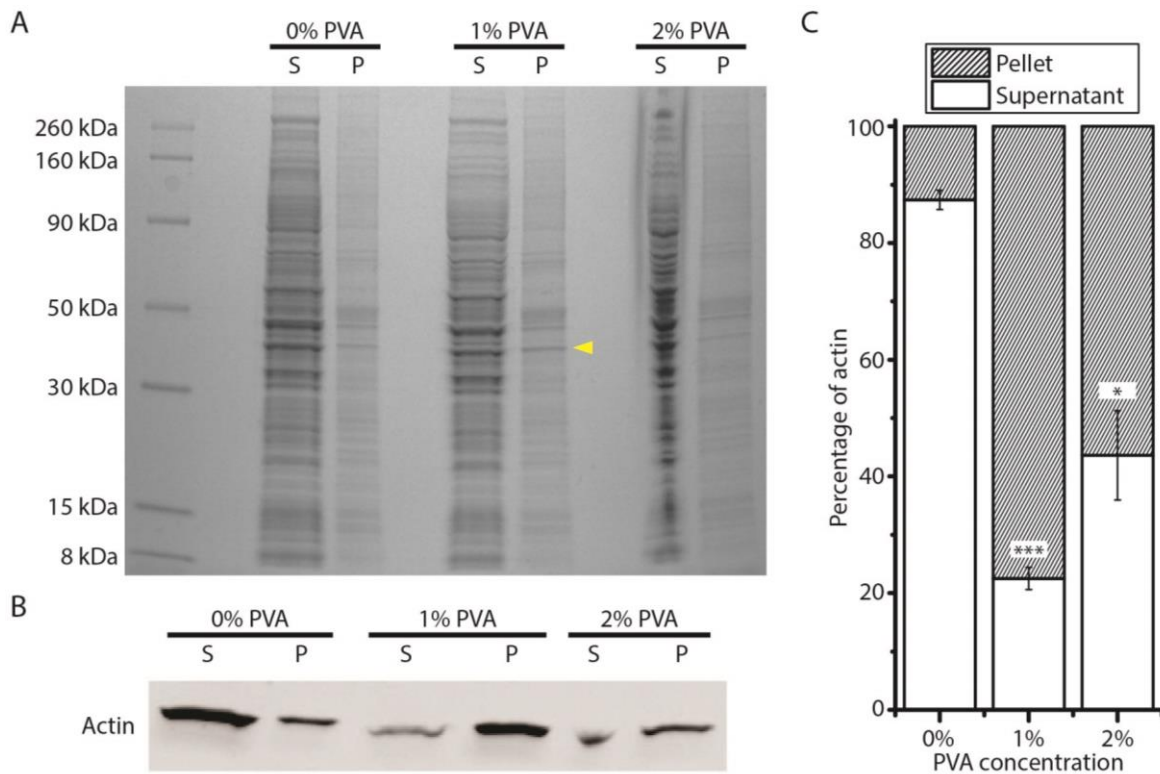 A
0% PVA 1% PVA 2% PVA
S P S P S P
260 kDa
160 kDa
90 kDa
50 kDa
30 kDa
15 kDa
8 kDa
B
0% PVA 1% PVA 2% PVA
S P S P S P
Actin
C
Pellet
Supernatant
100
80
60
40
20
0
Percentage of actin
***
*
0% 1% 2%
PVA concentration